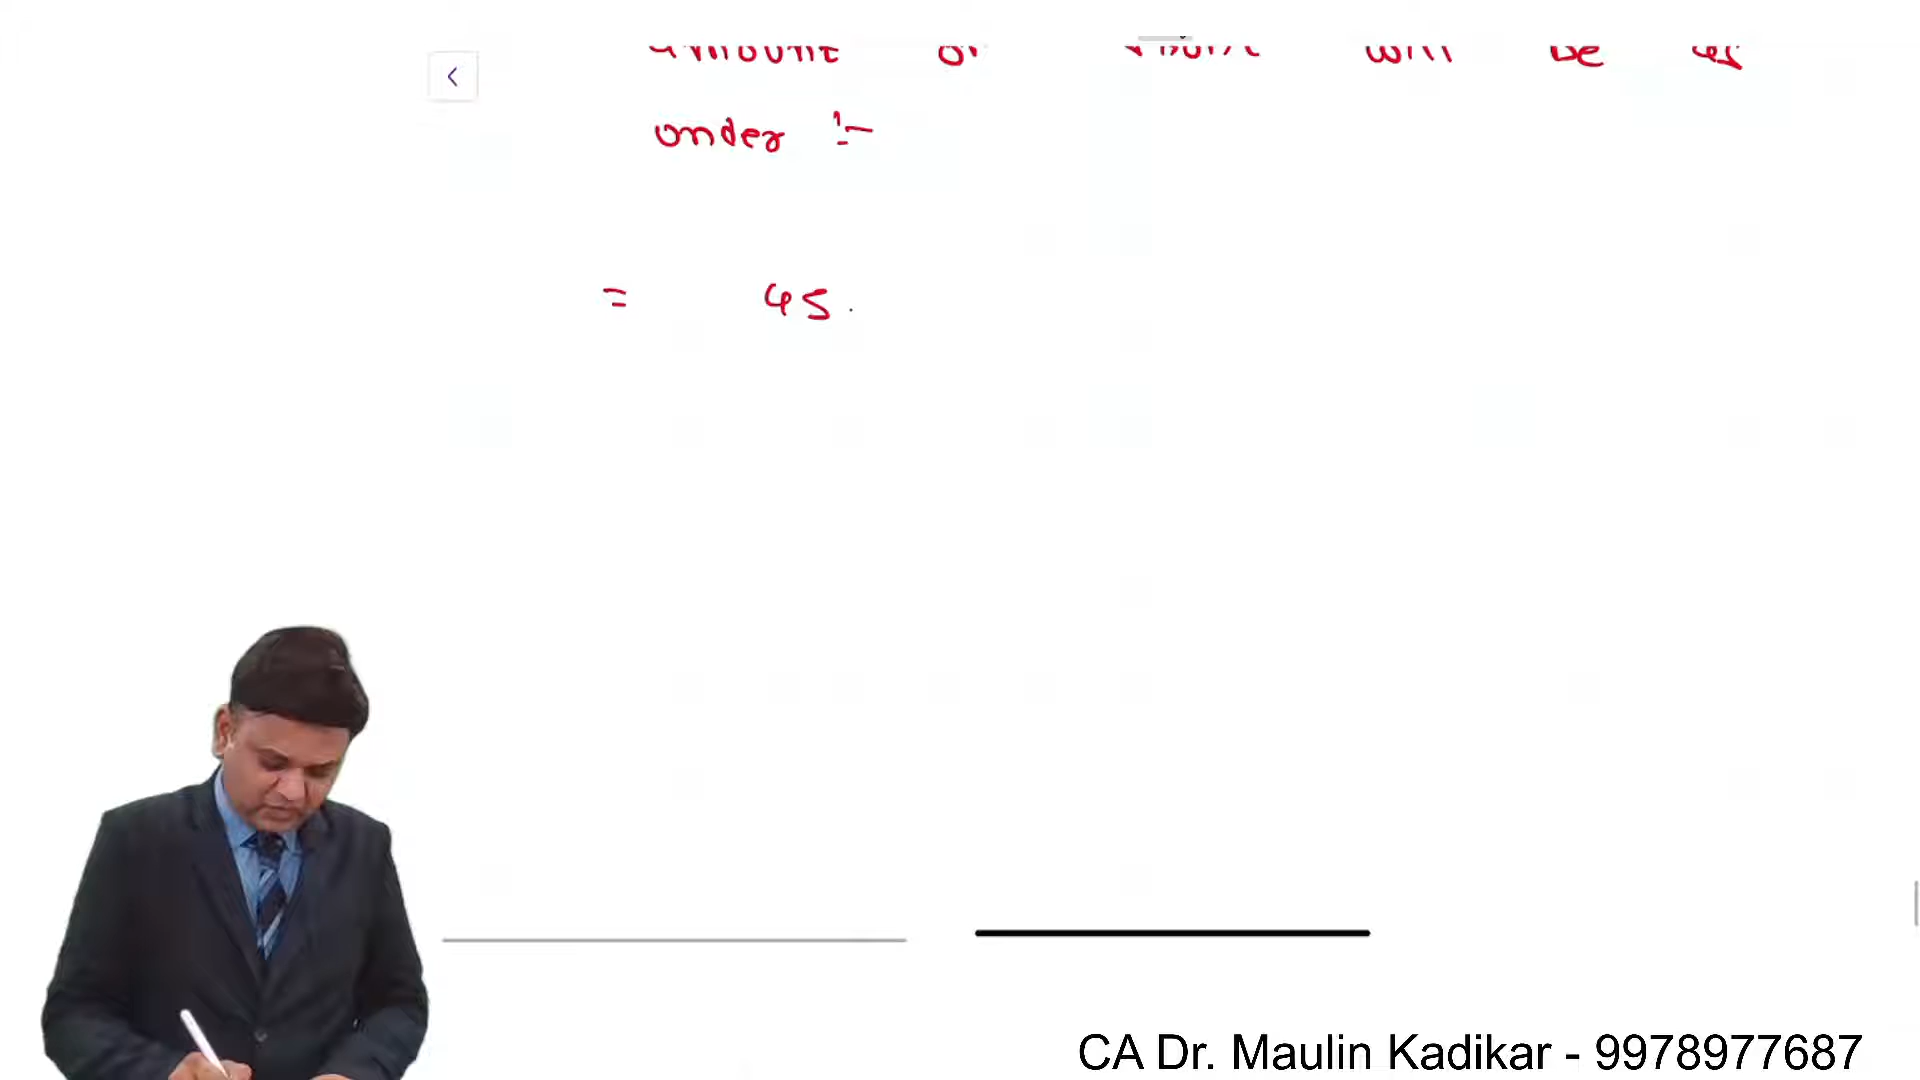 amount of will be as
under :-
= 45.
CA Dr. Maulin Kadikar - 9978977687